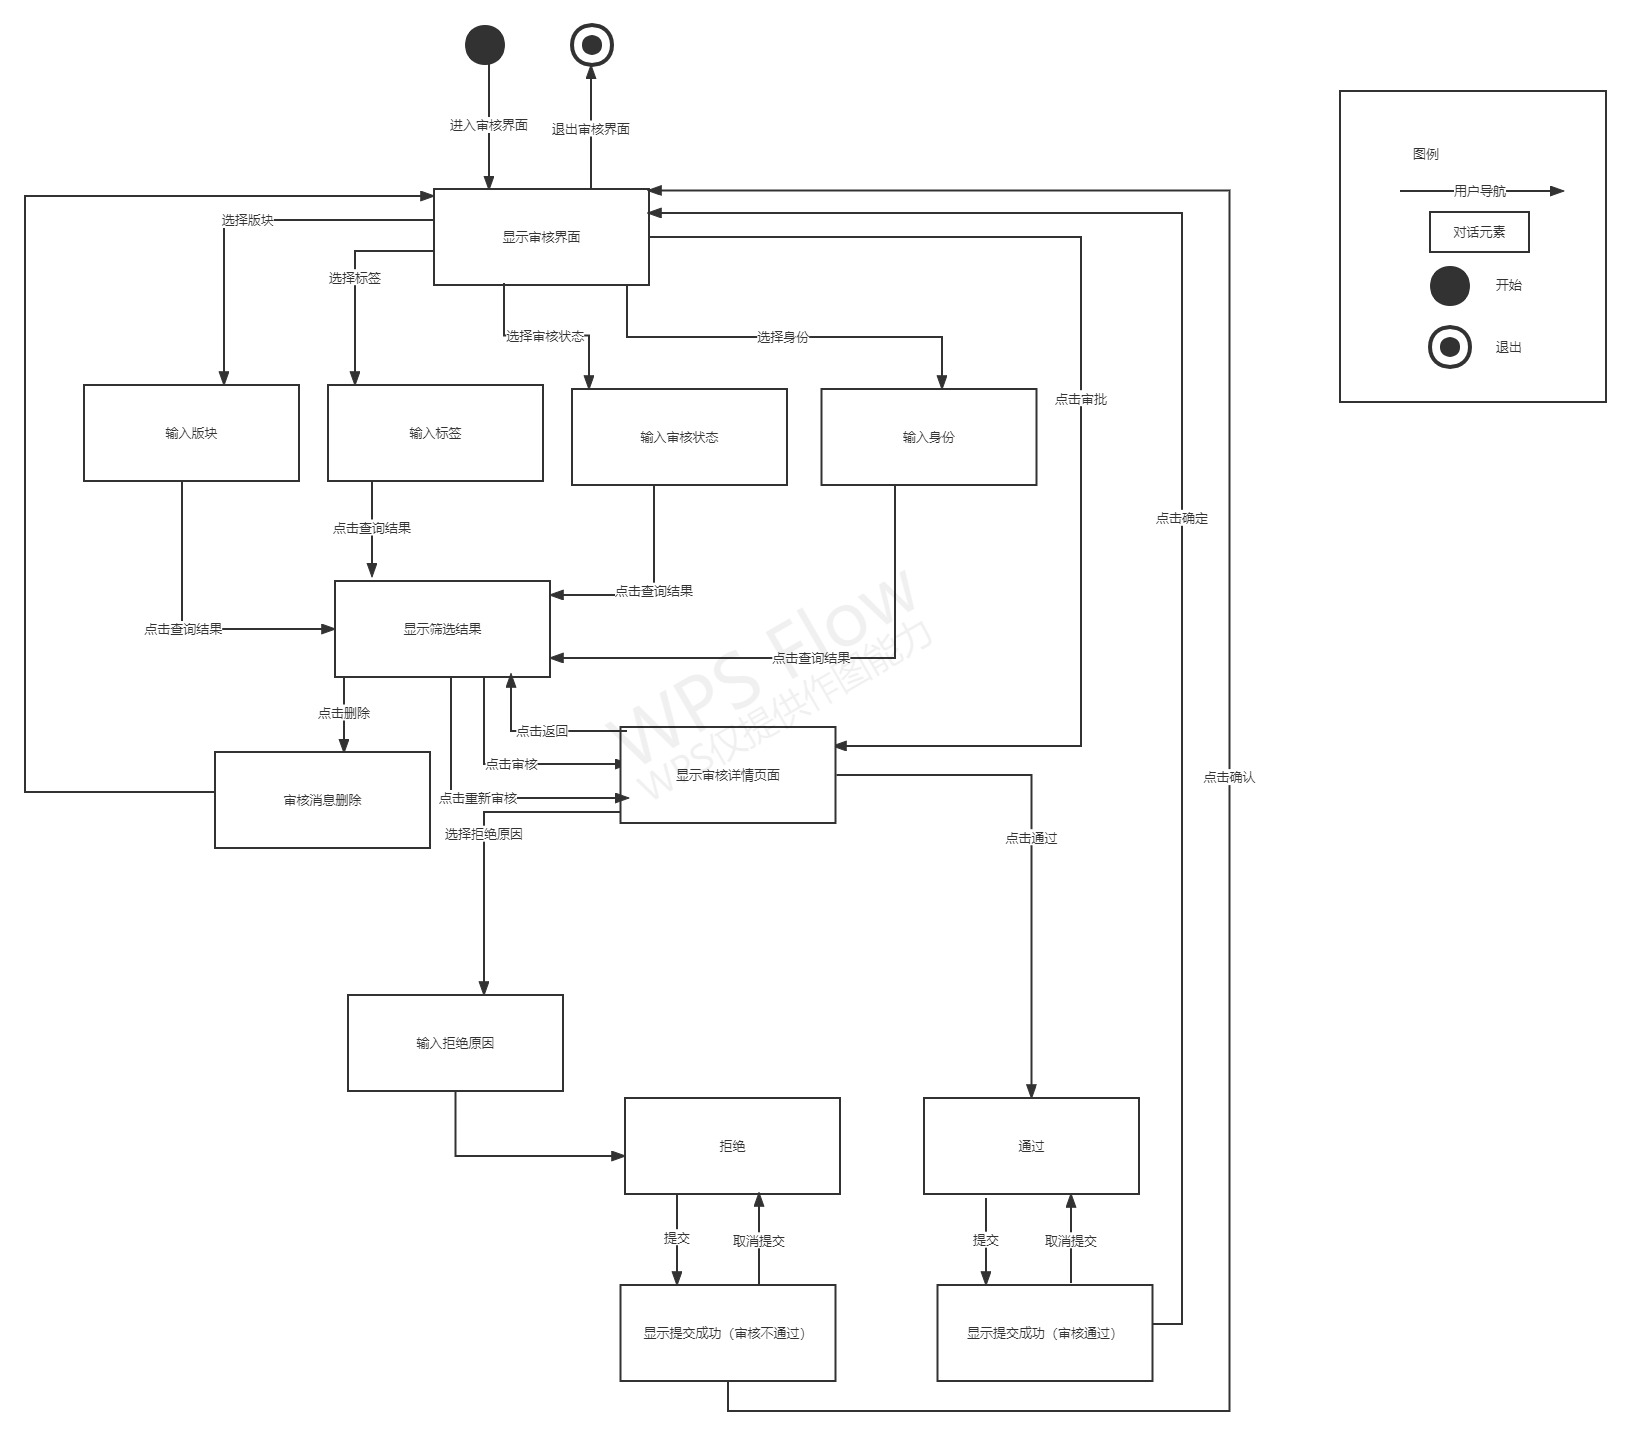 进入审核界面
退出审核界面
图例
用户导航
对话元素
开始
退出
显示审核界面
选择版块
选择标签
选择审核状态
选择身份
点击审批
输入版块
输入标签
输入审核状态
输入身份
点击确定
点击查询结果
点击查询结果
点击查询结果
显示筛选结果
点击查询结果
WPS Flow
WPS仅提供作图能力
点击删除
点击返回
点击审核
显示审核详情页面
点击确认
审核消息删除
点击重新审核
选择拒绝原因
点击通过
输入拒绝原因
拒绝
通过
提交
取消提交
提交
取消提交
显示提交成功（审核不通过）
显示提交成功（审核通过）